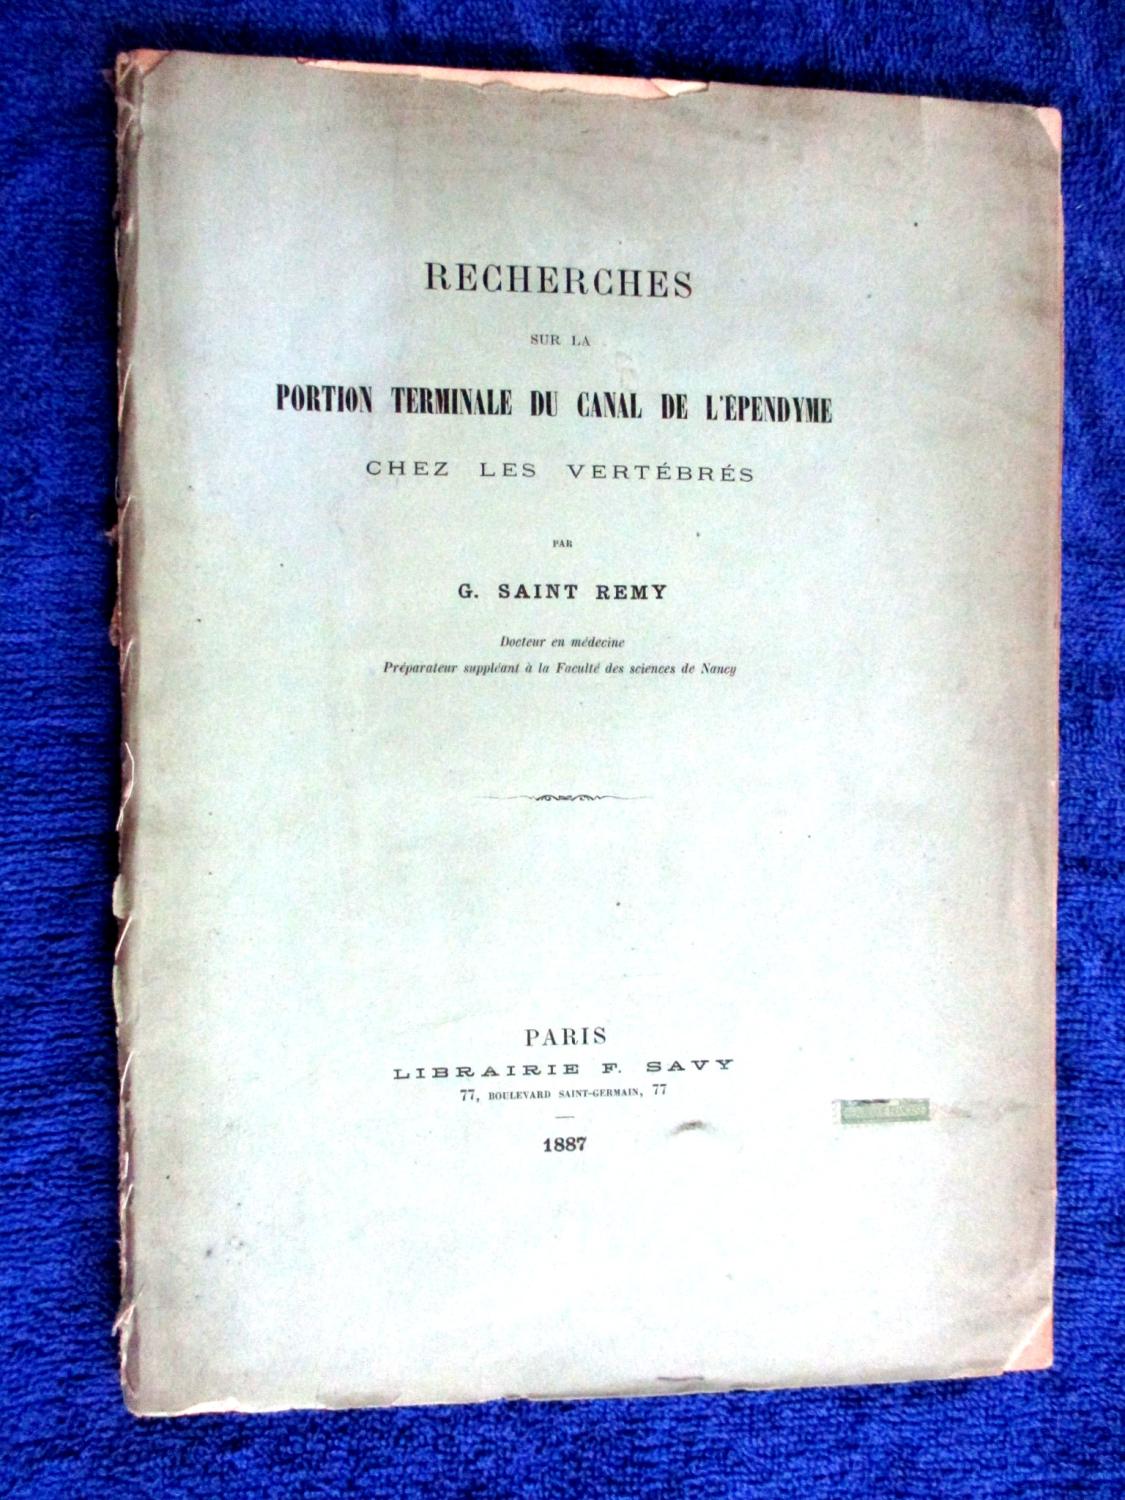 RECHERCHES
SUR LA
PORTION TERMINALE DU CANAL DE L'ÉPENDYME
CHEZ LES VERTÉBRÉS
PAR
G. SAINT REMY
Docteur en médecine
Préparateur suppléant à la Faculté des sciences de Nancy
PARIS
LIBRAIRIE F. SAVY
77, BOULEVARD SAINT-GERMAIN, 77
1887